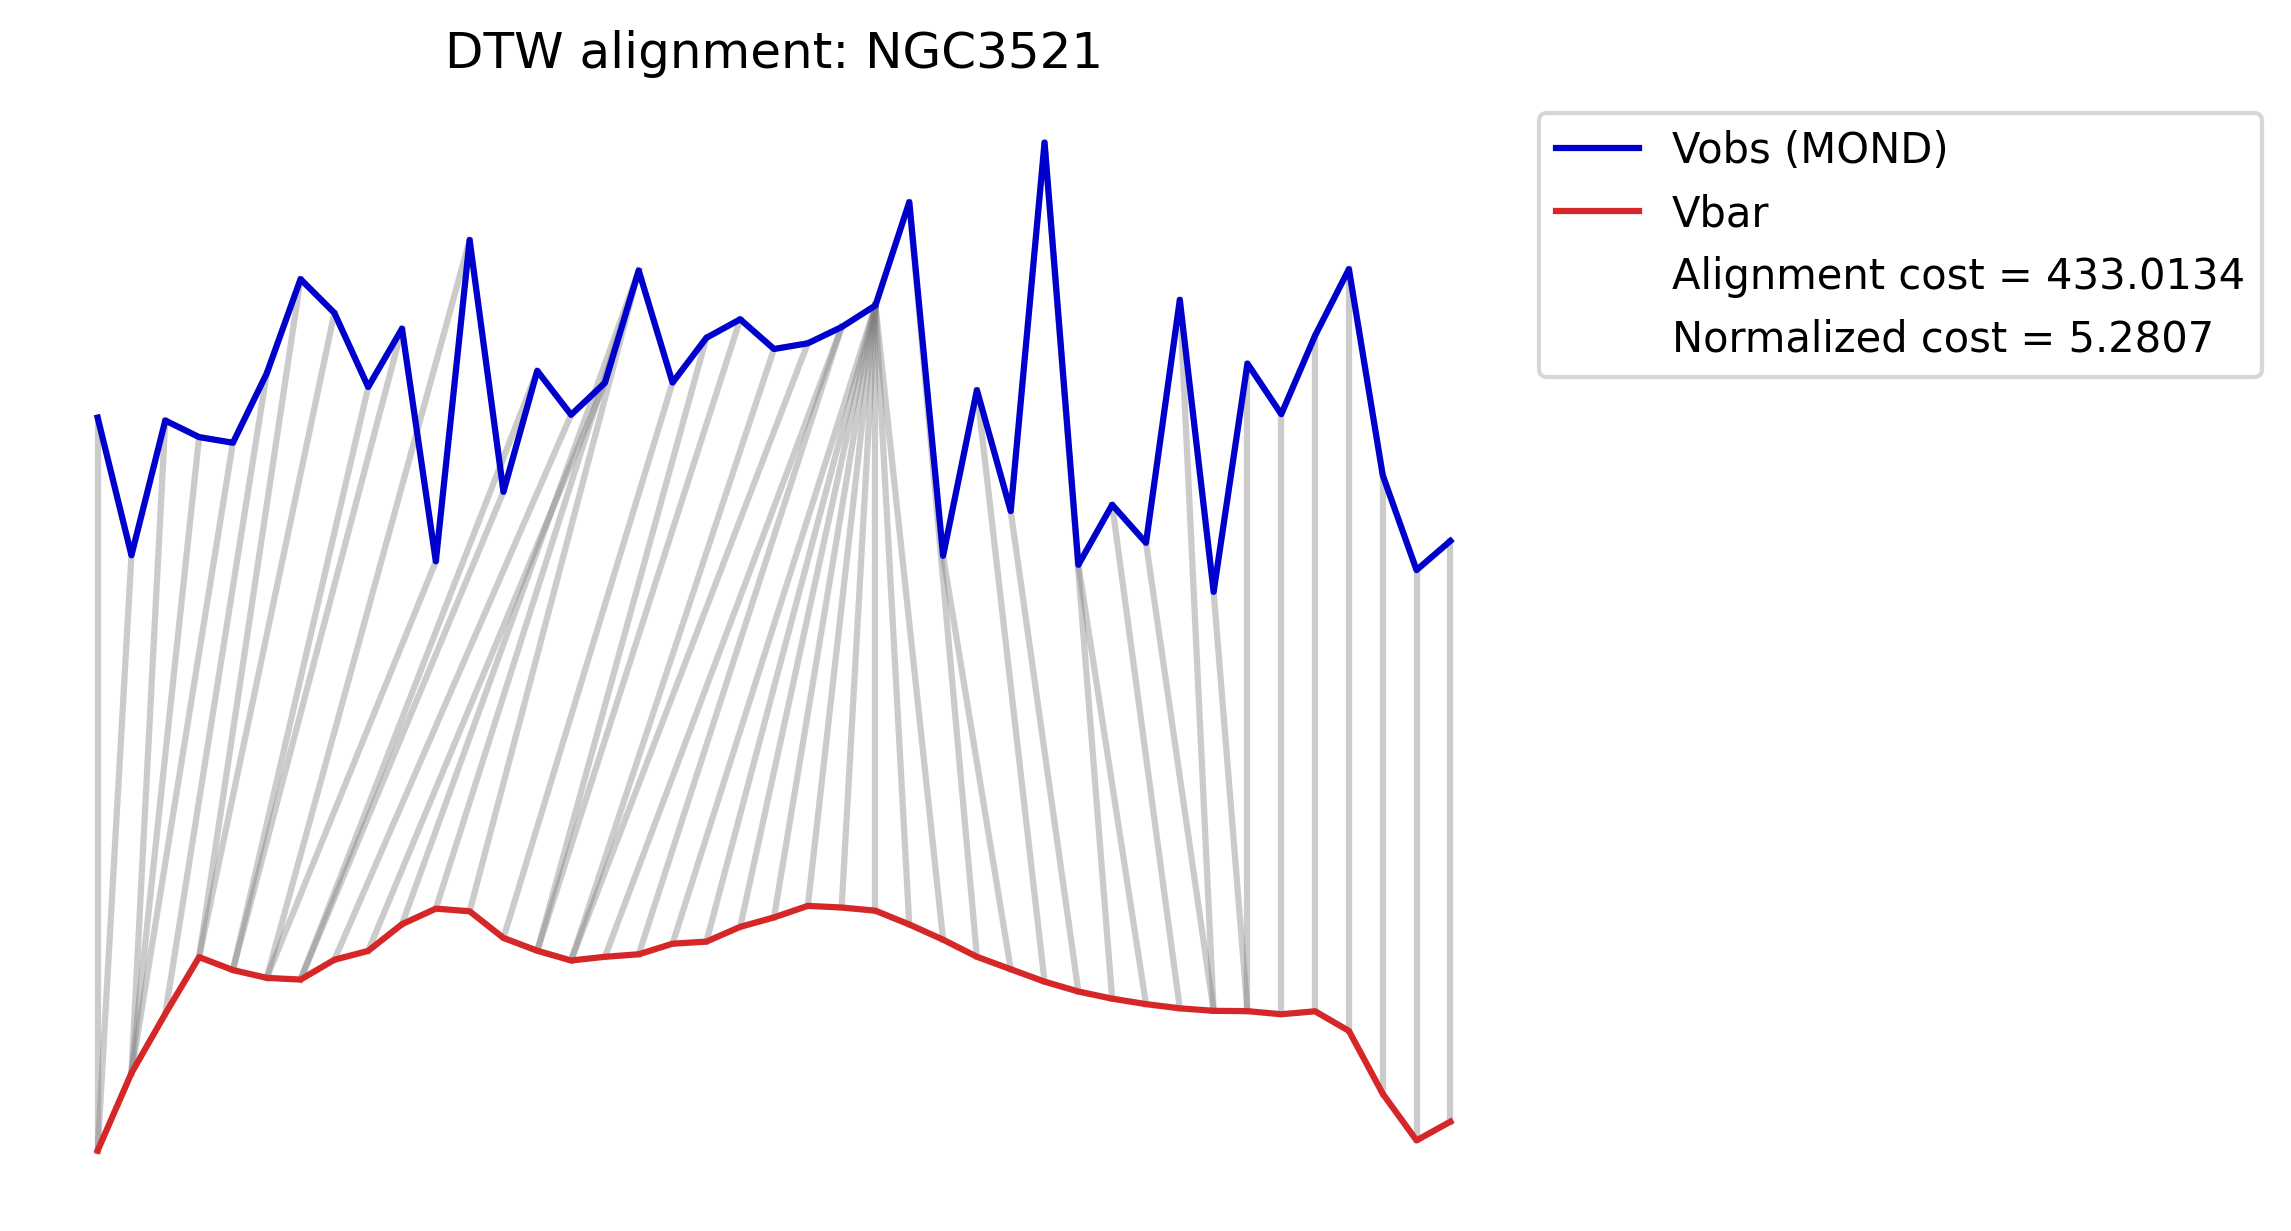 DTW alignment: NGC3521
Vobs (MOND)
Vbar
Alignment cost = 433.0134
Normalized cost = 5.2807